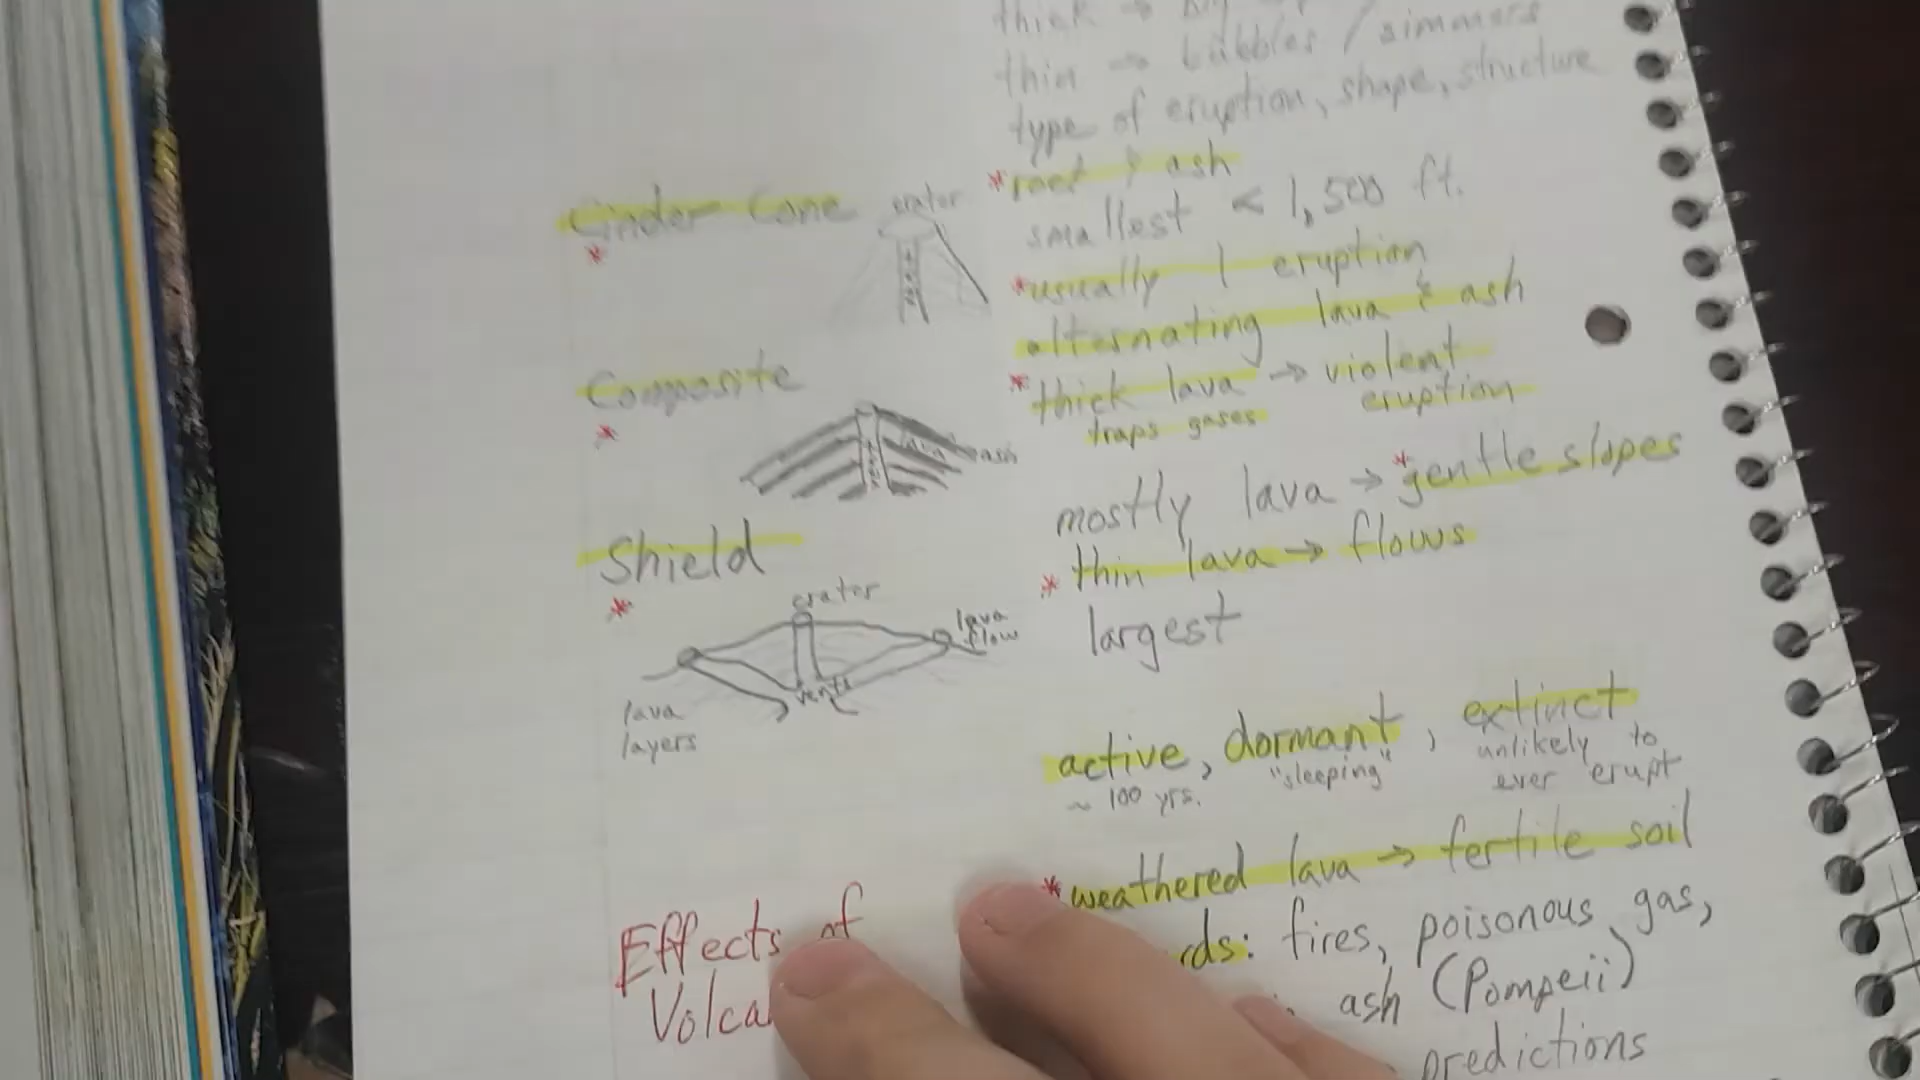 thick →
thin → bubbles / simmers
type of eruption, shape, structure
Cinder Cone
crater
*rock & ash
smallest < 1,500 ft.
*usually 1 eruption
Composite
lava
ash
alternating lava & ash
*thick lava → violent eruption
traps gases
Shield
crater
lava flow
vents
lava layers
mostly lava → *gentle slopes
*thin lava → flows
largest
active, dormant, extinct
~ 100 yrs. "sleeping" unlikely to ever erupt
Effects of
*weathered lava → fertile soil
fires, poisonous gas,
ash (Pompeii)
predictions